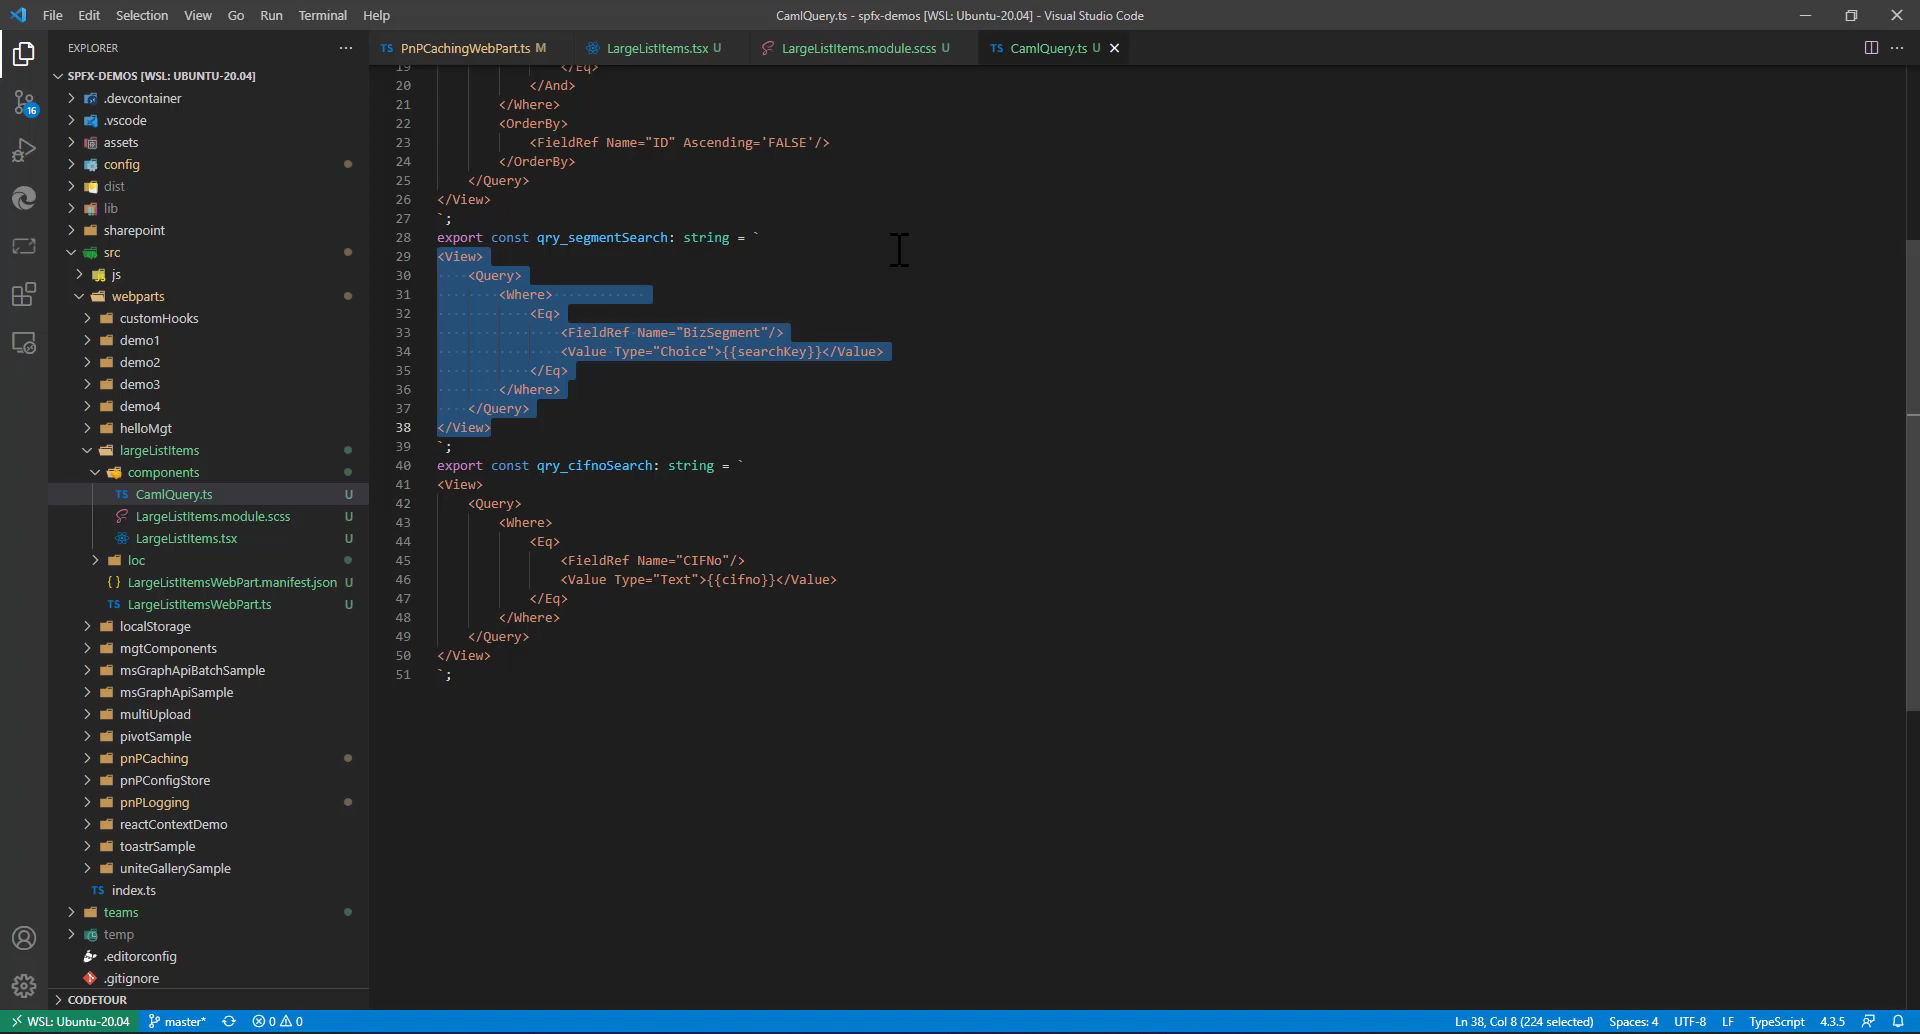 File Edit Selection View Go Run Terminal Help
CamlQuery.ts - spfx-demos [WSL: Ubuntu-20.04] - Visual Studio Code
EXPLORER
SPFX-DEMOS [WSL: UBUNTU-20.04]
.devcontainer
.vscode
assets
config
dist
lib
sharepoint
src
js
webparts
customHooks
demo1
demo2
demo3
demo4
helloMgt
largeListItems
components
TS CamlQuery.ts U
LargeListItems.module.scss U
LargeListItems.tsx U
loc
{} LargeListItemsWebPart.manifest.json U
TS LargeListItemsWebPart.ts U
localStorage
mgtComponents
msGraphApiBatchSample
msGraphApiSample
multiUpload
pivotSample
pnPCaching
pnPConfigStore
pnPLogging
reactContextDemo
toastrSample
uniteGallerySample
TS index.ts
teams
temp
.editorconfig
.gitignore
CODETOUR
16
TS PnPCachingWebPart.ts M
LargeListItems.tsx U
LargeListItems.module.scss U
TS CamlQuery.ts U
19 </Eq>
20 </And>
21 </Where>
22 <OrderBy>
23 <FieldRef Name="ID" Ascending='FALSE'/>
24 </OrderBy>
25 </Query>
26 </View>
27 `;
28 export const qry_segmentSearch: string = `
29 <View>
30 <Query>
31 <Where>
32 <Eq>
33 <FieldRef Name="BizSegment"/>
34 <Value Type="Choice">{{searchKey}}</Value>
35 </Eq>
36 </Where>
37 </Query>
38 </View>
39 `;
40 export const qry_cifnoSearch: string = `
41 <View>
42 <Query>
43 <Where>
44 <Eq>
45 <FieldRef Name="CIFNo"/>
46 <Value Type="Text">{{cifno}}</Value>
47 </Eq>
48 </Where>
49 </Query>
50 </View>
51 `;
WSL: Ubuntu-20.04 master* 0 0
Ln 38, Col 8 (224 selected) Spaces: 4 UTF-8 LF TypeScript 4.3.5